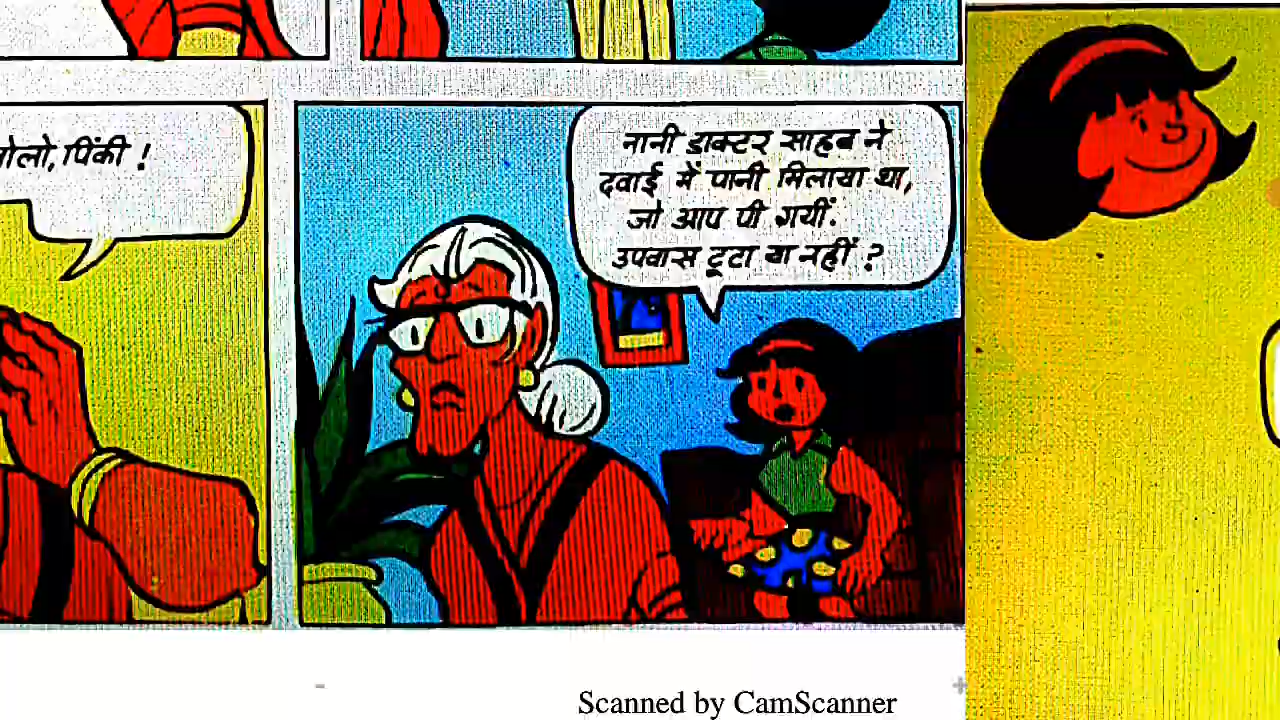 बोलो, पिंकी !
नानी डाक्टर साहब ने
दवाई में पानी मिलाया था,
जो आप पी गयीं.
उपवास टूटा या नहीं ?
Scanned by CamScanner